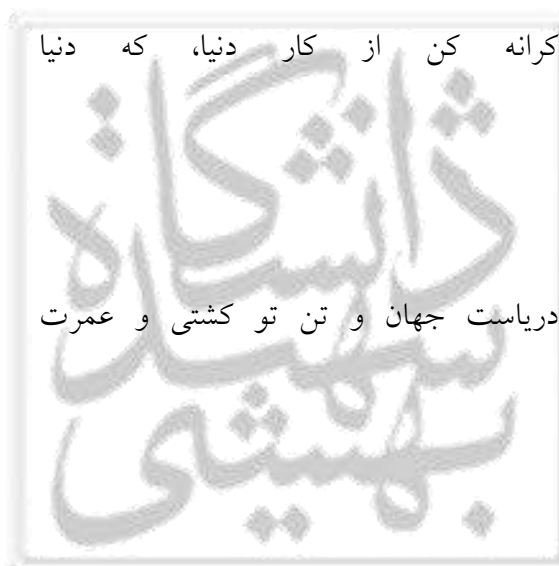 کرانه کن از کار دنیا، که دنیا
دریاست جهان و تن تو کشتی و عمرت
دانشگاه
شهید
بهشتی